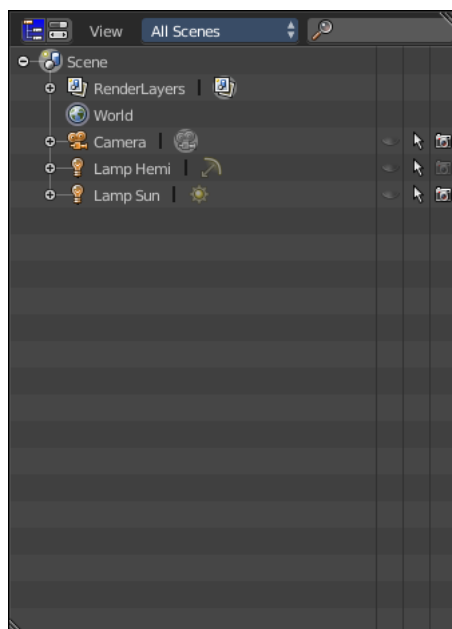 View All Scenes
Scene
RenderLayers
World
Camera
Lamp Hemi
Lamp Sun